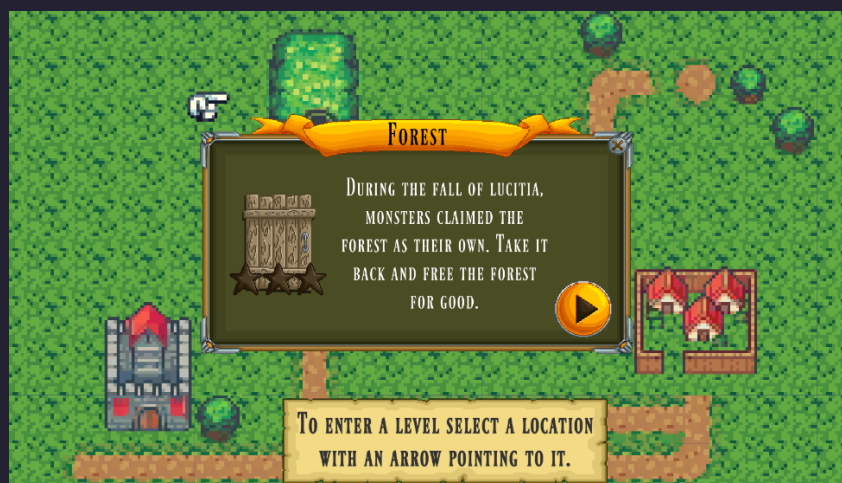 Forest
During the fall of lucitia,
monsters claimed the
forest as their own. Take it
back and free the forest
for good.
To enter a level select a location
with an arrow pointing to it.